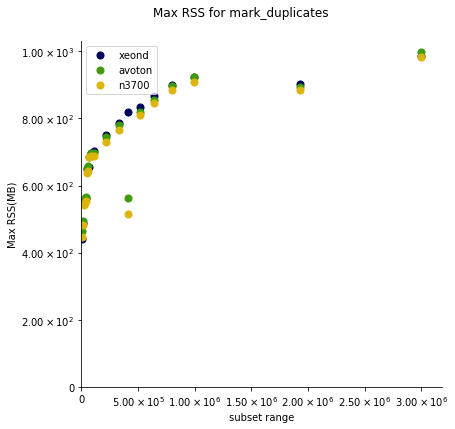 Max RSS for mark_duplicates
1.00 × 10³
8.00 × 10²
6.00 × 10²
4.00 × 10²
2.00 × 10²
0
Max RSS(MB)
xeond
avoton
n3700
0 5.00 × 10⁵ 1.00 × 10⁶ 1.50 × 10⁶ 2.00 × 10⁶ 2.50 × 10⁶ 3.00 × 10⁶
subset range